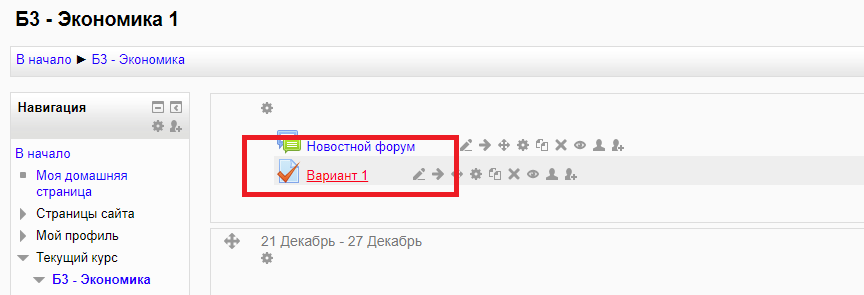 Б3 - Экономика 1
В начало ► Б3 - Экономика
Навигация
В начало
Моя домашняя
страница
Страницы сайта
Мой профиль
Текущий курс
Б3 - Экономика
Новостной форум
Вариант 1
21 Декабрь - 27 Декабрь